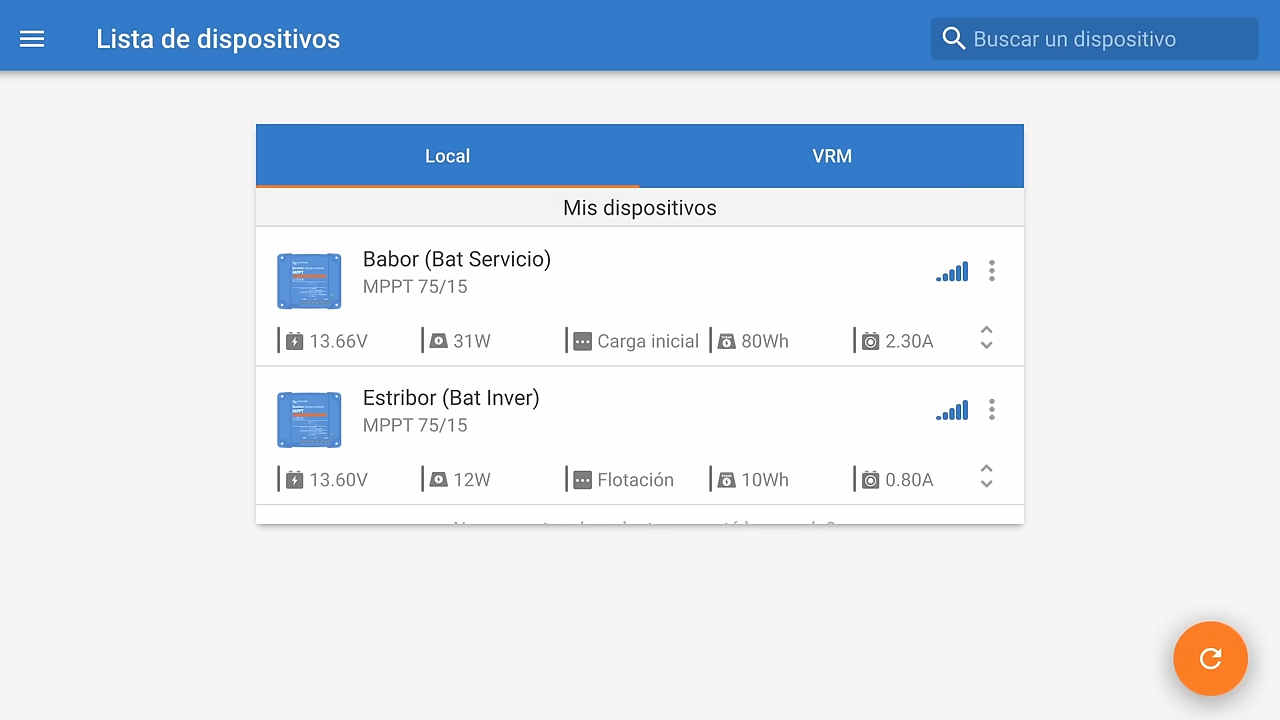 Lista de dispositivos
Buscar un dispositivo
Local
VRM
Mis dispositivos
Babor (Bat Servicio)
MPPT 75/15
13.66V
31W
Carga inicial
80Wh
2.30A
Estribor (Bat Inver)
MPPT 75/15
13.60V
12W
Flotación
10Wh
0.80A